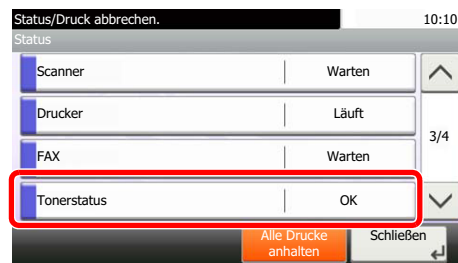 Status/Druck abbrechen. 10:10
Status
Scanner Warten
Drucker Läuft
3/4
FAX Warten
Tonerstatus OK
Alle Drucke anhalten
Schließen